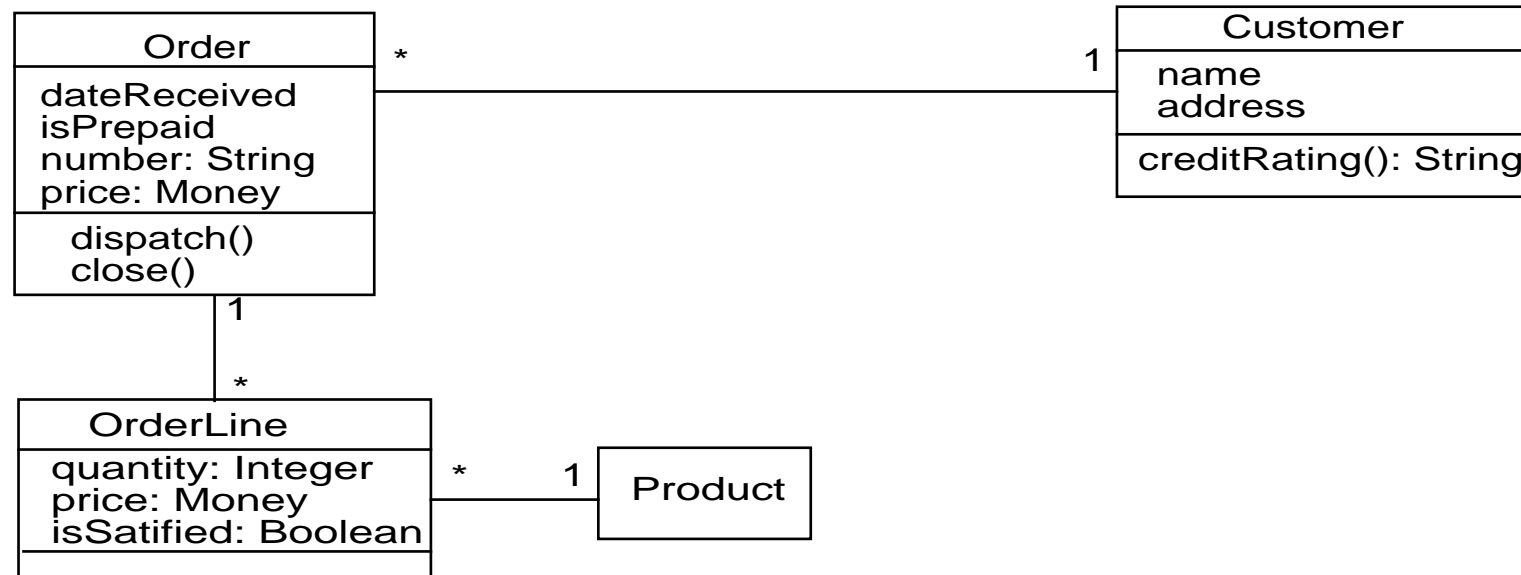 Order
dateReceived
isPrepaid
number: String
price: Money
dispatch()
close()
*
1
Customer
name
address
creditRating(): String
1
*
OrderLine
quantity: Integer
price: Money
isSatified: Boolean
*
1
Product